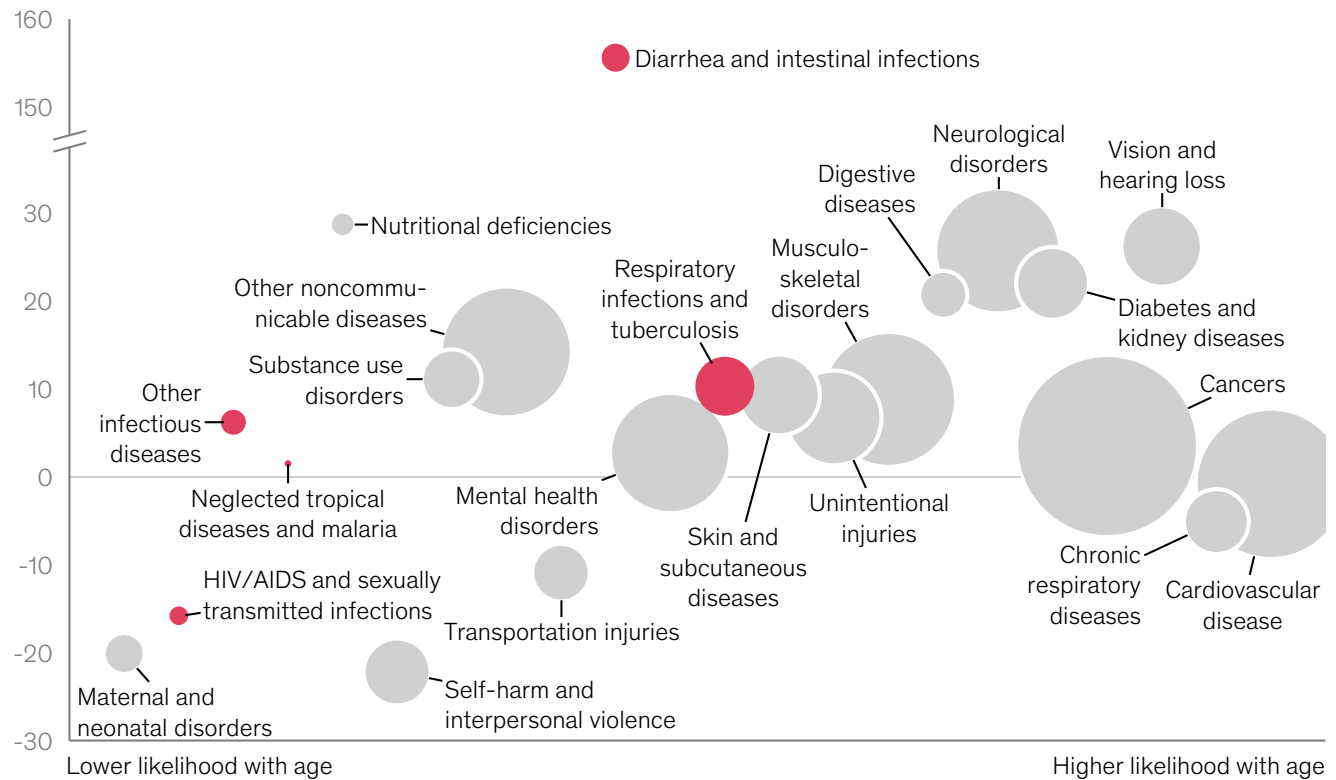 160
Diarrhea and intestinal infections
150
Neurological
disorders
Vision and
hearing loss
Digestive
diseases
30
Nutritional deficiencies
Musculo-
skeletal
disorders
Respiratory
infections and
tuberculosis
Other noncommu-
nicable diseases
20
Diabetes and
kidney diseases
Substance use
disorders
10
Cancers
Other
infectious
diseases
0
Neglected tropical
diseases and malaria
Mental health
disorders
Unintentional
injuries
Skin and
subcutaneous
diseases
-10
Chronic
respiratory
diseases
Cardiovascular
disease
HIV/AIDS and sexually
transmitted infections
Transportation injuries
-20
Maternal and
neonatal disorders
Self-harm and
interpersonal violence
-30
Lower likelihood with age
Higher likelihood with age